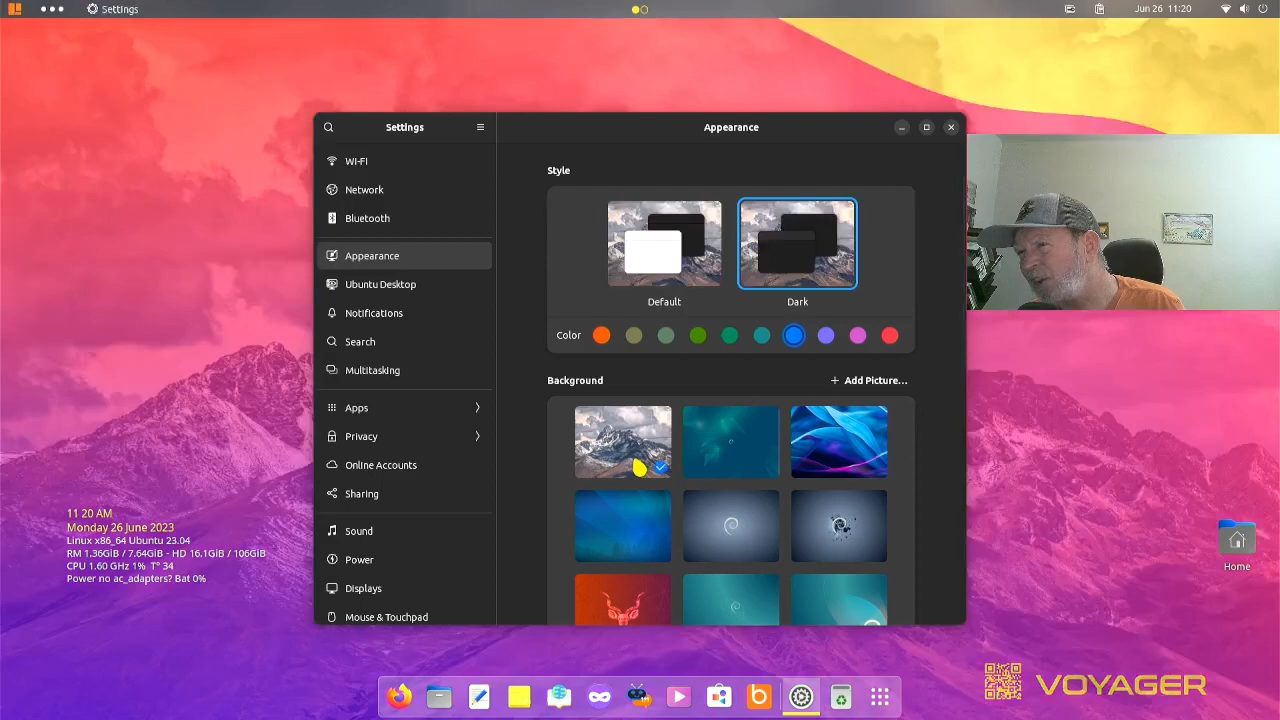 Settings
Jun 26 11:20
Settings
Appearance
Wi-Fi
Network
Bluetooth
Appearance
Ubuntu Desktop
Notifications
Search
Multitasking
Apps
Privacy
Online Accounts
Sharing
Sound
Power
Displays
Mouse & Touchpad
Style
Default
Dark
Color
Background
+ Add Picture…
11 20 AM
Monday 26 June 2023
Linux x86_64 Ubuntu 23.04
RM 1.36GiB / 7.64GiB - HD 16.1GiB / 106GiB
CPU 1.60 GHz 1% T° 34
Power no ac_adapters? Bat 0%
Home
VOYAGER